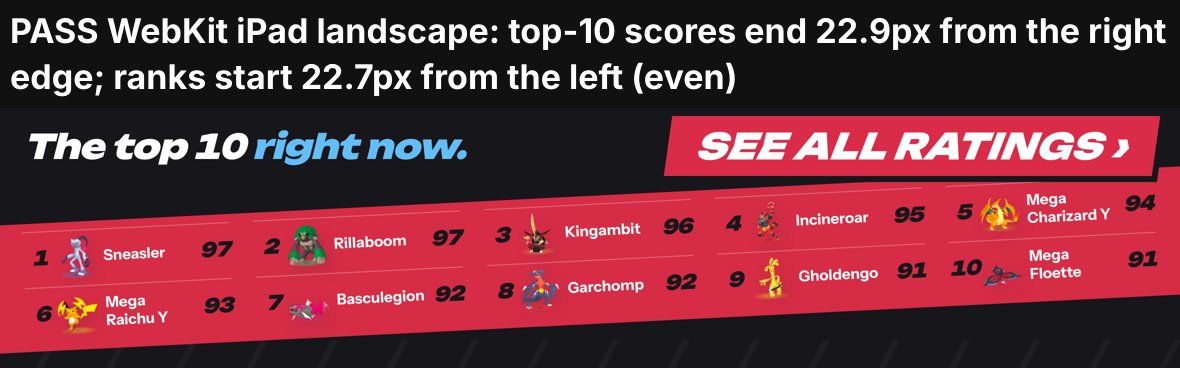 PASS WebKit iPad landscape: top-10 scores end 22.9px from the right
edge; ranks start 22.7px from the left (even)
The top 10 right now.
SEE ALL RATINGS ›
1 Sneasler 97
2 Rillaboom 97
3 Kingambit 96
4 Incineroar 95
5 Mega
Charizard Y 94
6 Mega
Raichu Y 93
7 Basculegion 92
8 Garchomp 92
9 Gholdengo 91
10 Mega
Floette 91